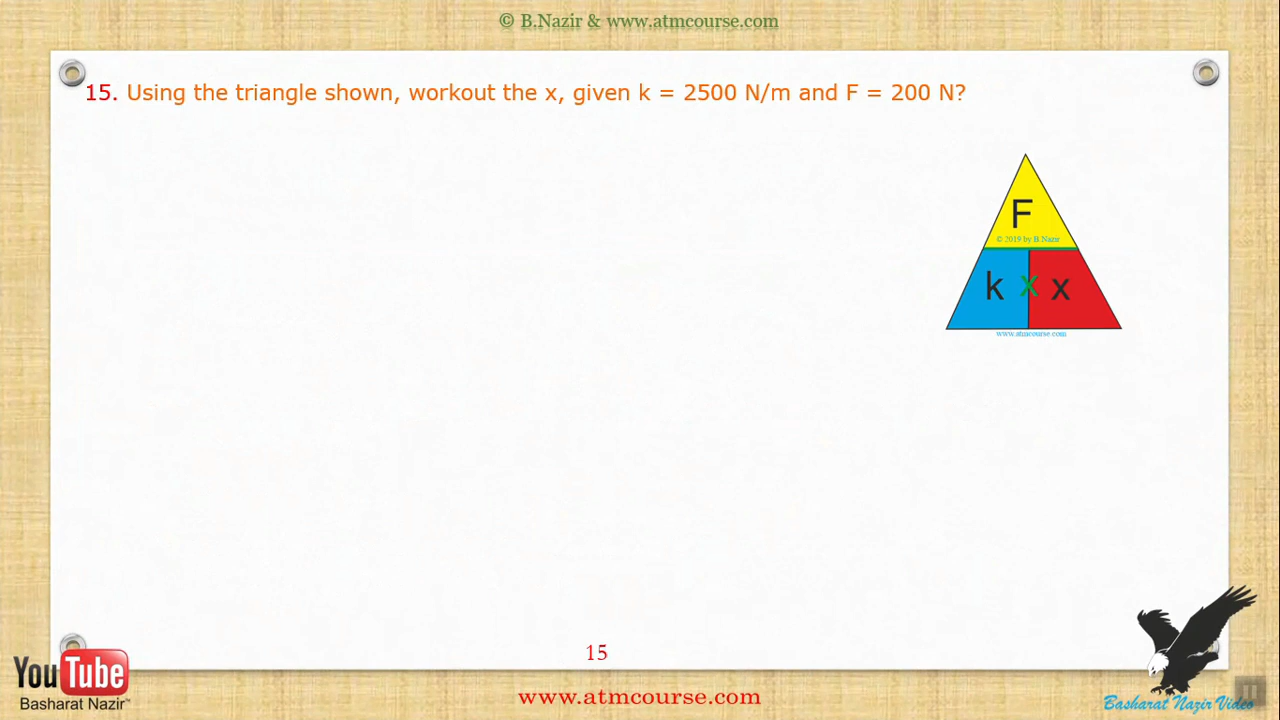 © B.Nazir & www.atmcourse.com
15. Using the triangle shown, workout the x, given k = 2500 N/m and F = 200 N?
F
© 2019 by B Nazir
k x x
www.atmcourse.com
15
YouTube
Basharat Nazir™
www.atmcourse.com
Basharat Nazir Video